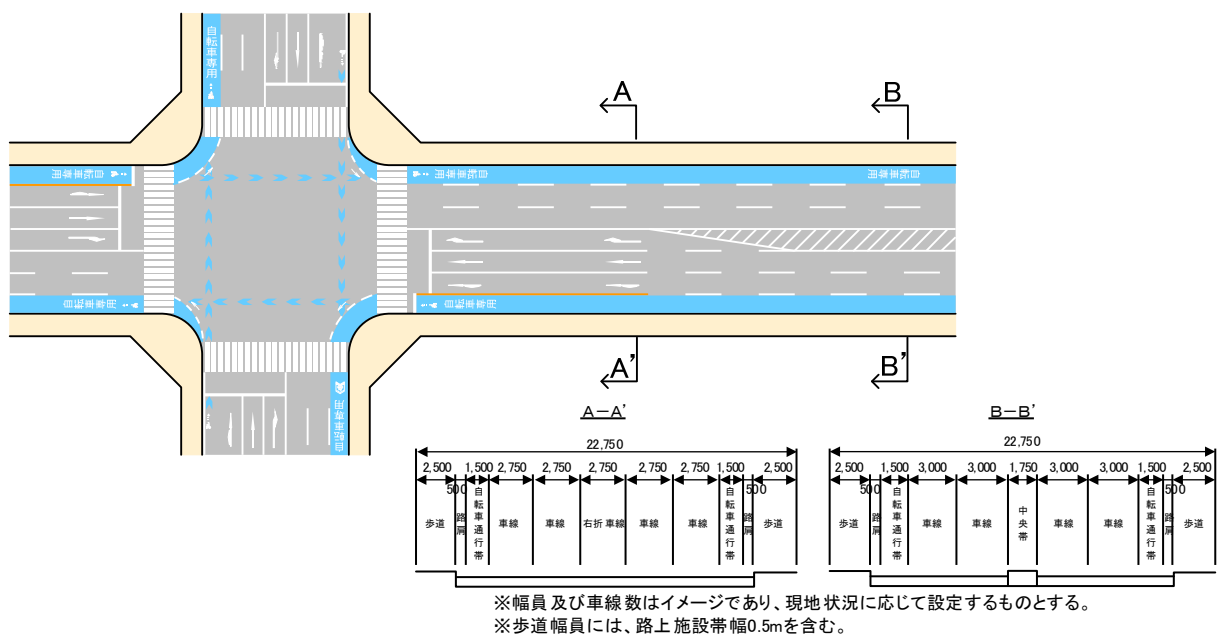 自転車専用
A
B
自転車専用
自転車専用
自転車専用
自転車専用
自転車専用
A’
B’
自転車専用
A-A’
B-B’
22,750
22,750
2,500 1,500 2,750 2,750 2,750 2,750 2,750 1,500 2,500
500 500
2,500 1,500 3,000 3,000 1,750 3,000 3,000 1,500 2,500
500 500
歩道 路肩 自転車通行帯 車線 車線 右折車線 車線 車線 自転車通行帯 路肩 歩道
歩道 路肩 自転車通行帯 車線 車線 中央帯 車線 車線 自転車通行帯 路肩 歩道
※幅員及び車線数はイメージであり、現地状況に応じて設定するものとする。
※歩道幅員には、路上施設帯幅0.5mを含む。